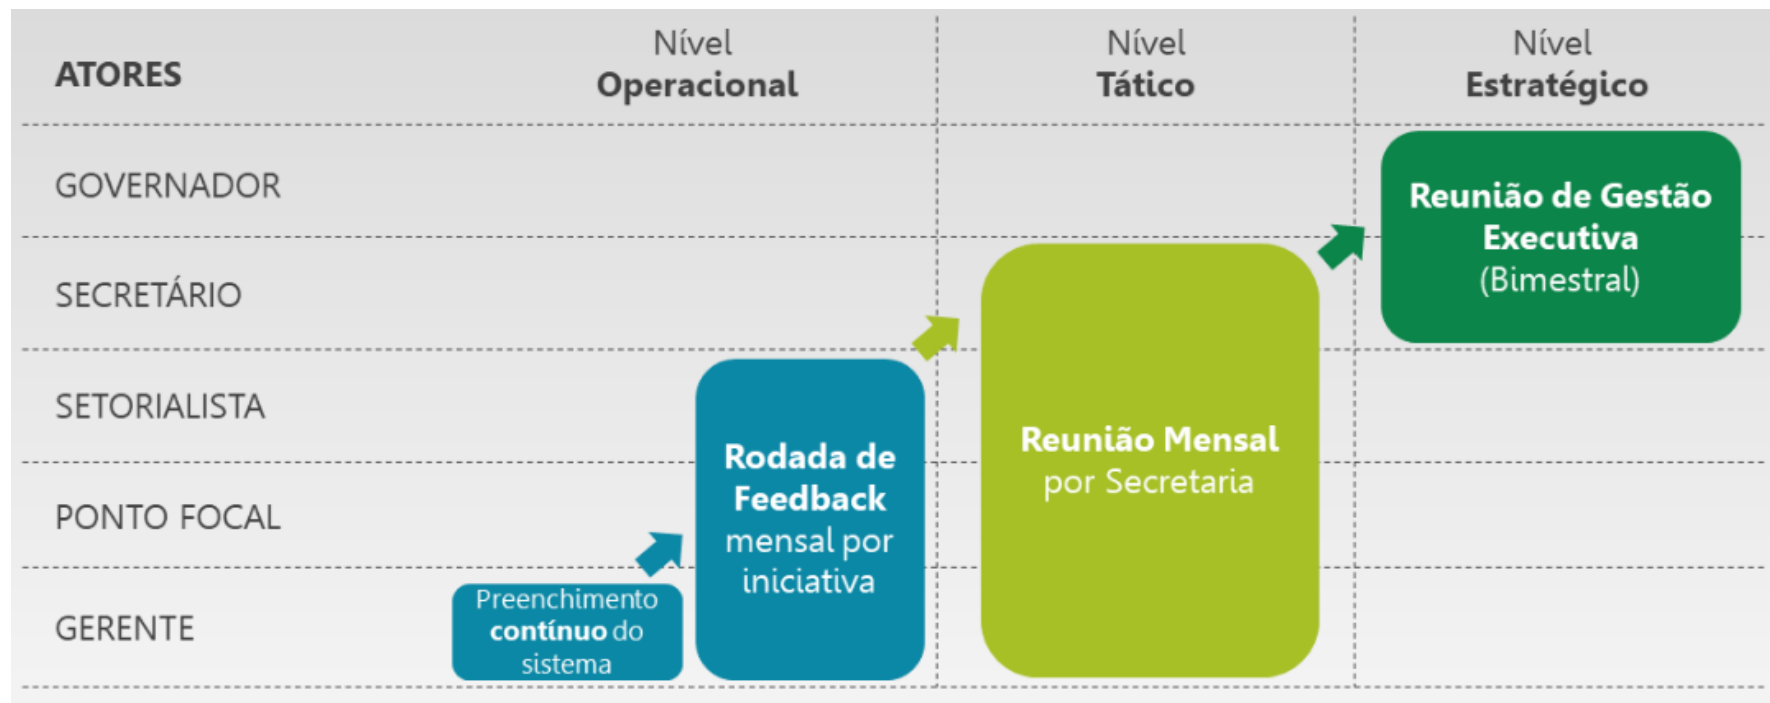 ATORES
Nível
Operacional
Nível
Tático
Nível
Estratégico
GOVERNADOR
SECRETÁRIO
SETORIALISTA
PONTO FOCAL
GERENTE
Preenchimento
contínuo do
sistema
Rodada de
Feedback
mensal por
iniciativa
Reunião Mensal
por Secretaria
Reunião de Gestão
Executiva
(Bimestral)